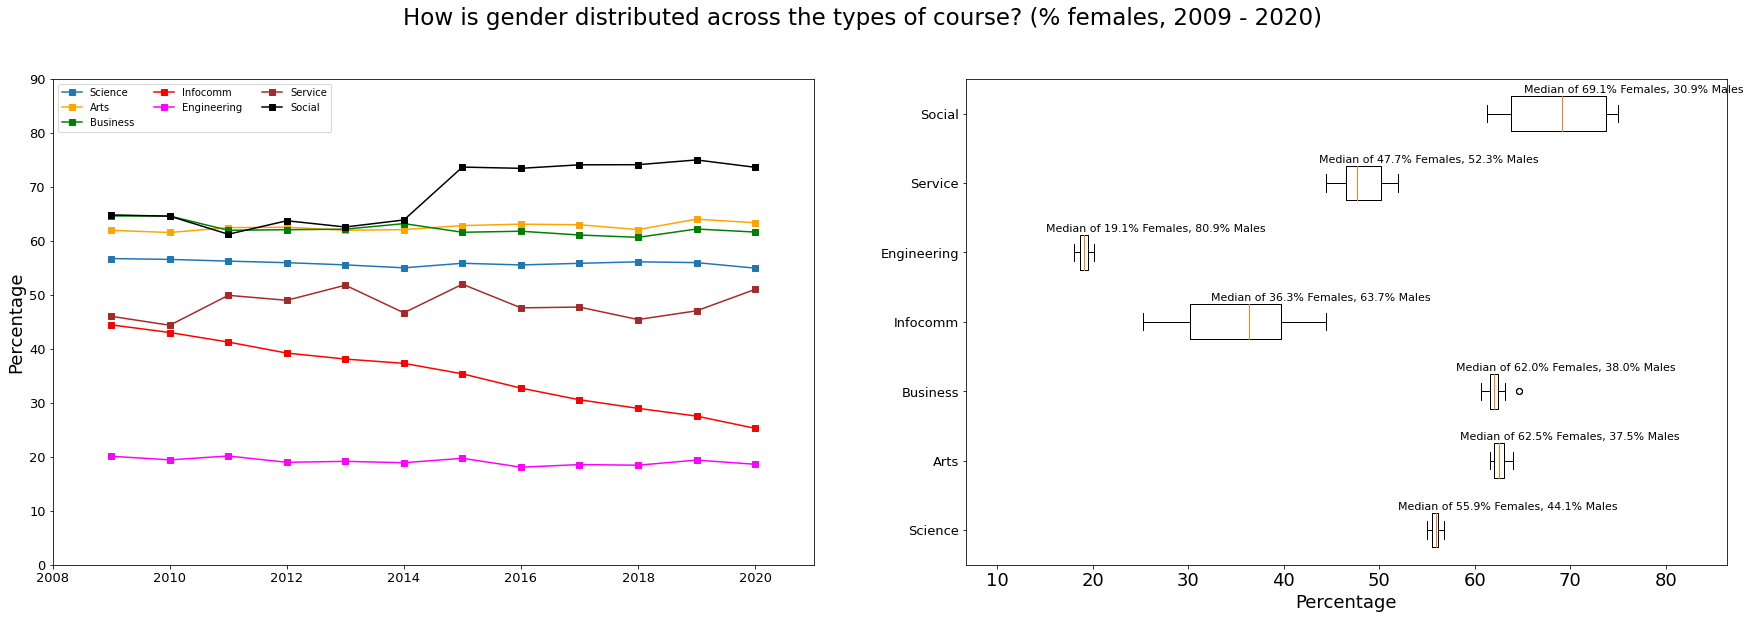 How is gender distributed across the types of course? (% females, 2009 - 2020)
Science
Arts
Business
Infocomm
Engineering
Service
Social
Percentage
90
80
70
60
50
40
30
20
10
0
2008
2010
2012
2014
2016
2018
2020
Social
Service
Engineering
Infocomm
Business
Arts
Science
Median of 69.1% Females, 30.9% Males
Median of 47.7% Females, 52.3% Males
Median of 19.1% Females, 80.9% Males
Median of 36.3% Females, 63.7% Males
Median of 62.0% Females, 38.0% Males
Median of 62.5% Females, 37.5% Males
Median of 55.9% Females, 44.1% Males
10
20
30
40
50
60
70
80
Percentage